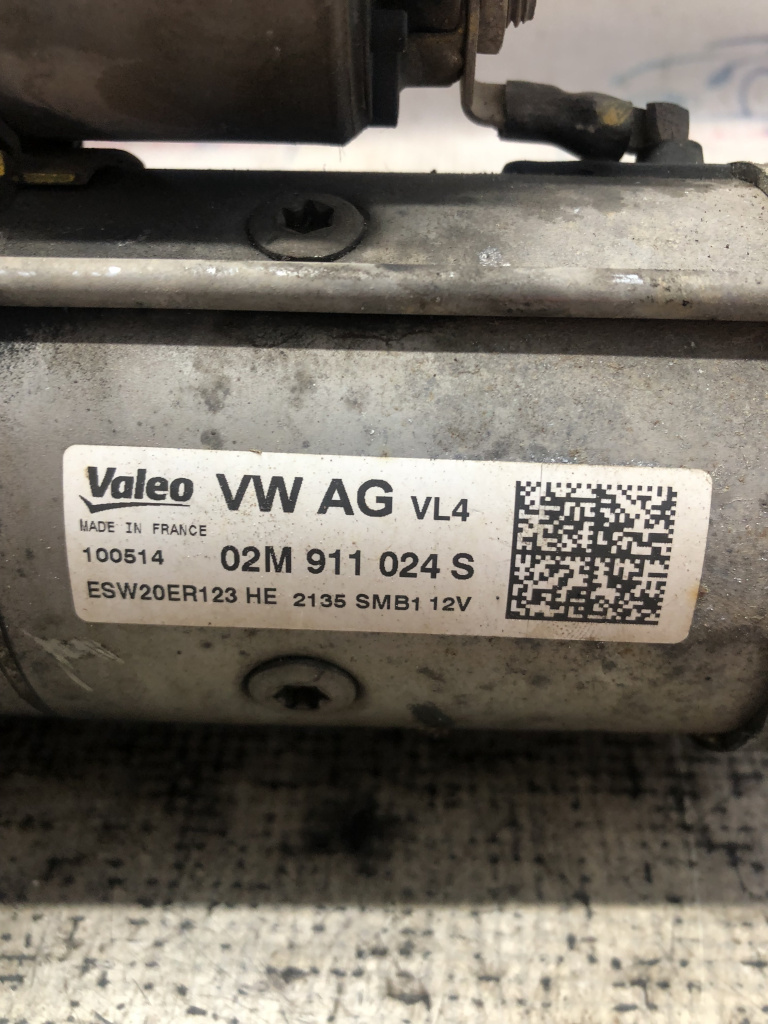 Valeo VW AG VL4
MADE IN FRANCE
100514 02M 911 024 S
ESW20ER123 HE 2135 SMB1 12V